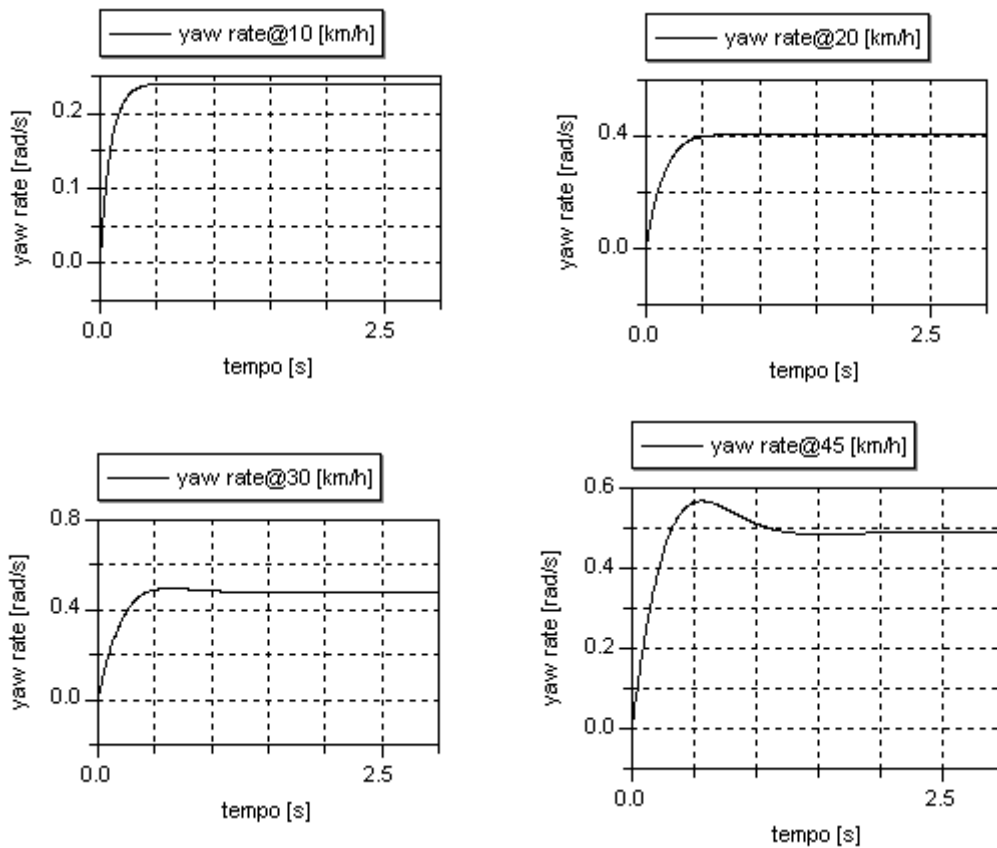 yaw rate@10 [km/h]
yaw rate [rad/s]
0.2
0.1
0.0
0.0
2.5
tempo [s]
yaw rate@20 [km/h]
yaw rate [rad/s]
0.4
0.0
0.0
2.5
tempo [s]
yaw rate@30 [km/h]
yaw rate [rad/s]
0.8
0.4
0.0
0.0
2.5
tempo [s]
yaw rate@45 [km/h]
yaw rate [rad/s]
0.6
0.4
0.2
0.0
0.0
2.5
tempo [s]